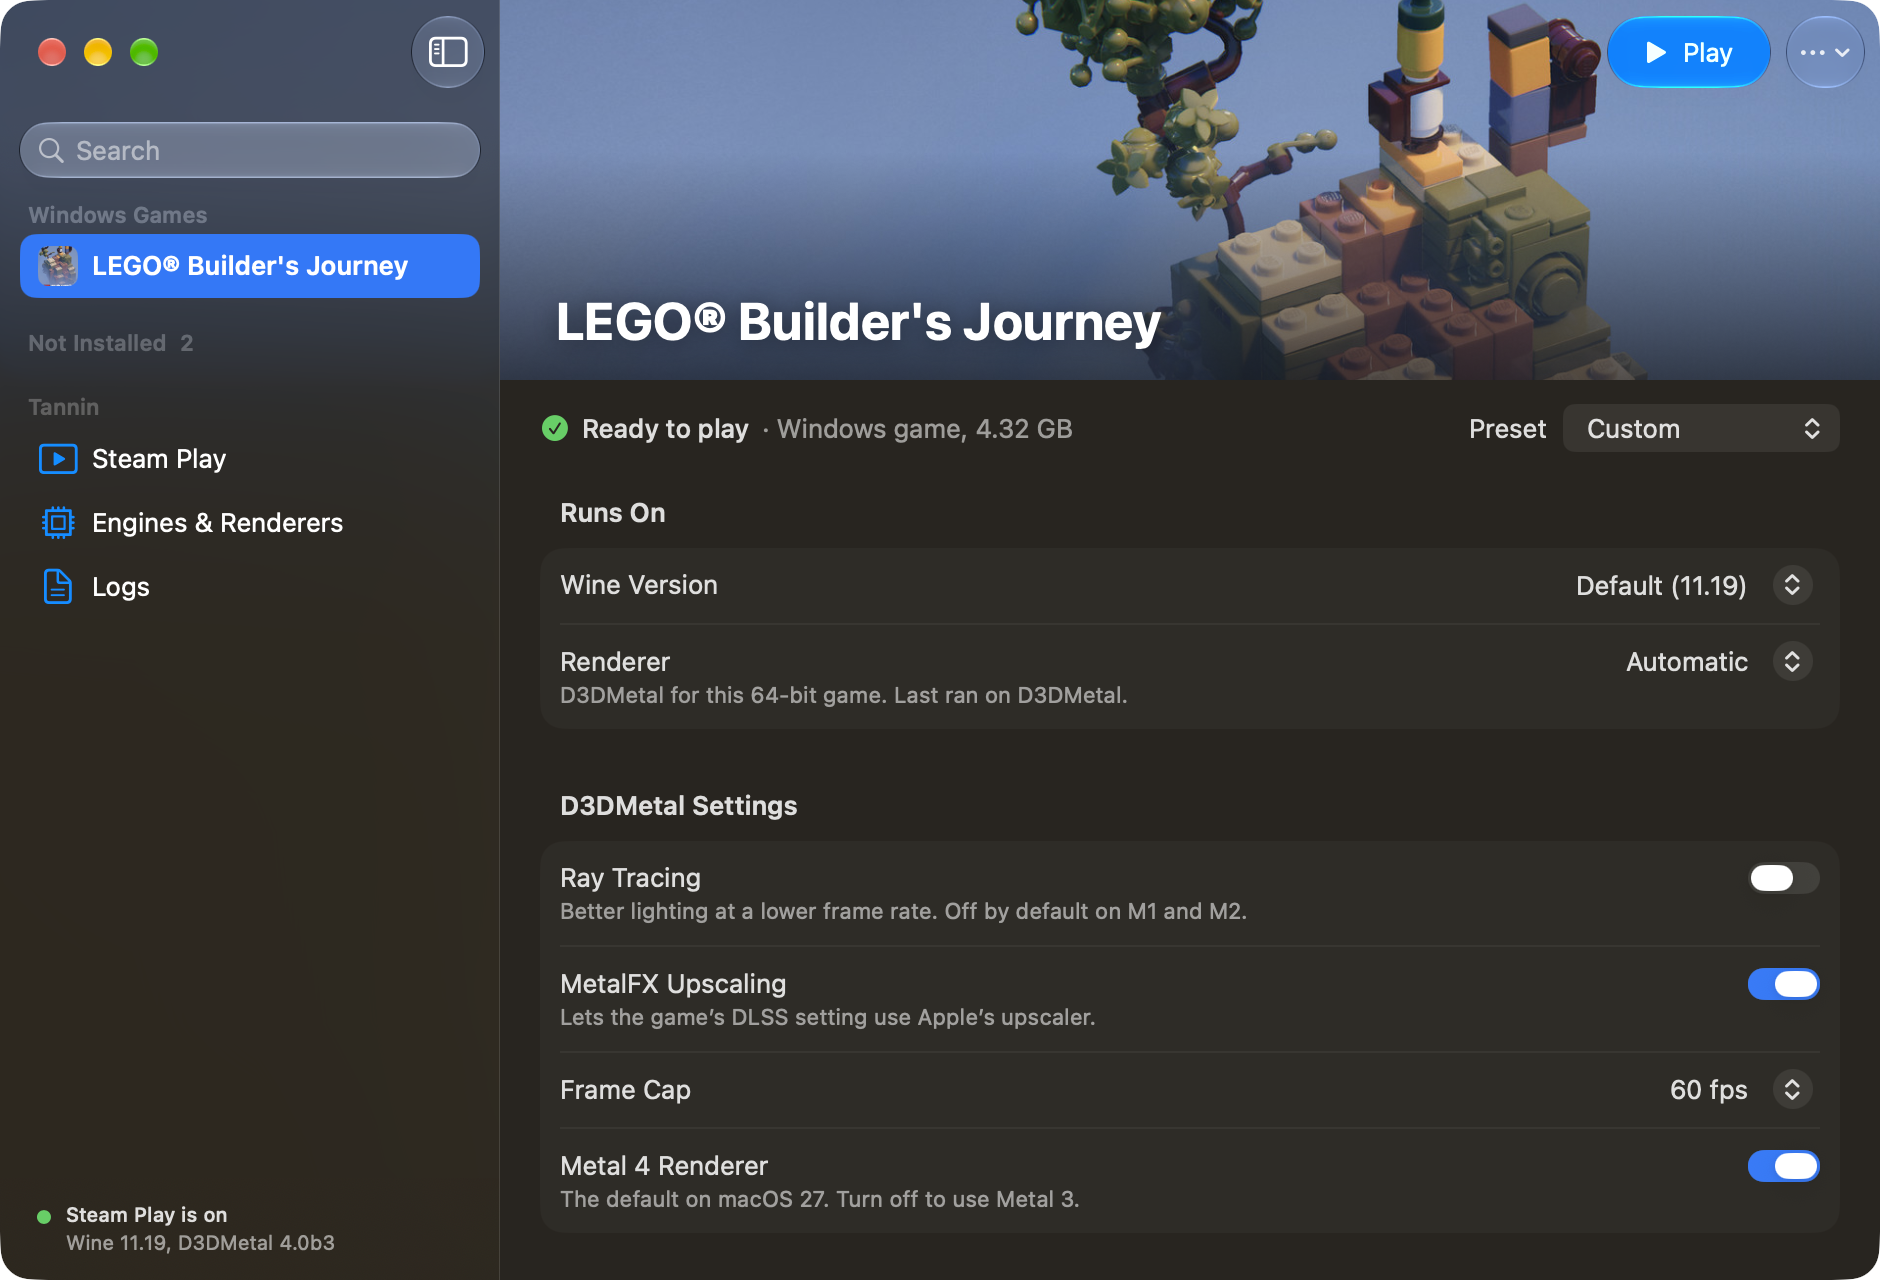 Search
Windows Games
LEGO® Builder's Journey
Not Installed 2
Tannin
Steam Play
Engines & Renderers
Logs
Steam Play is on
Wine 11.19, D3DMetal 4.0b3
Play
LEGO® Builder's Journey
Ready to play · Windows game, 4.32 GB
Preset Custom
Runs On
Wine Version Default (11.19)
Renderer Automatic
D3DMetal for this 64-bit game. Last ran on D3DMetal.
D3DMetal Settings
Ray Tracing
Better lighting at a lower frame rate. Off by default on M1 and M2.
MetalFX Upscaling
Lets the game’s DLSS setting use Apple’s upscaler.
Frame Cap 60 fps
Metal 4 Renderer
The default on macOS 27. Turn off to use Metal 3.